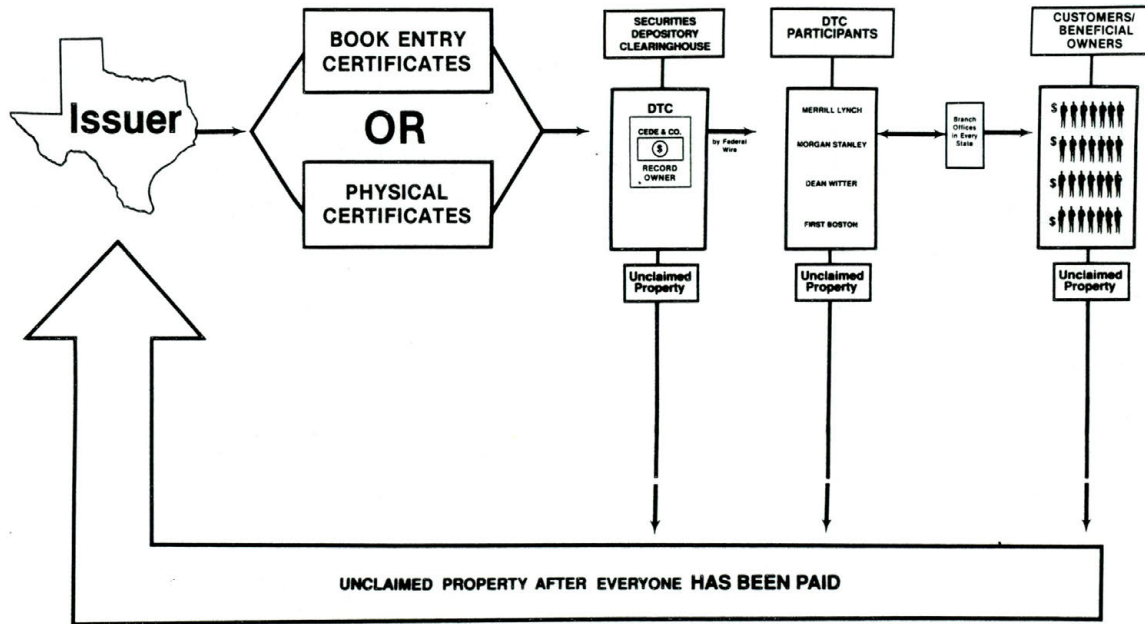 Issuer
BOOK ENTRY
CERTIFICATES
OR
PHYSICAL
CERTIFICATES
SECURITIES
DEPOSITORY
CLEARINGHOUSE
DTC
CEDE & CO.
$
RECORD
OWNER
by Federal
Wire
Unclaimed
Property
DTC
PARTICIPANTS
MERRILL LYNCH
MORGAN STANLEY
DEAN WITTER
FIRST BOSTON
Unclaimed
Property
Branch
Offices
in Every
State
CUSTOMERS/
BENEFICIAL
OWNERS
$
$
$
$
Unclaimed
Property
UNCLAIMED PROPERTY AFTER EVERYONE HAS BEEN PAID